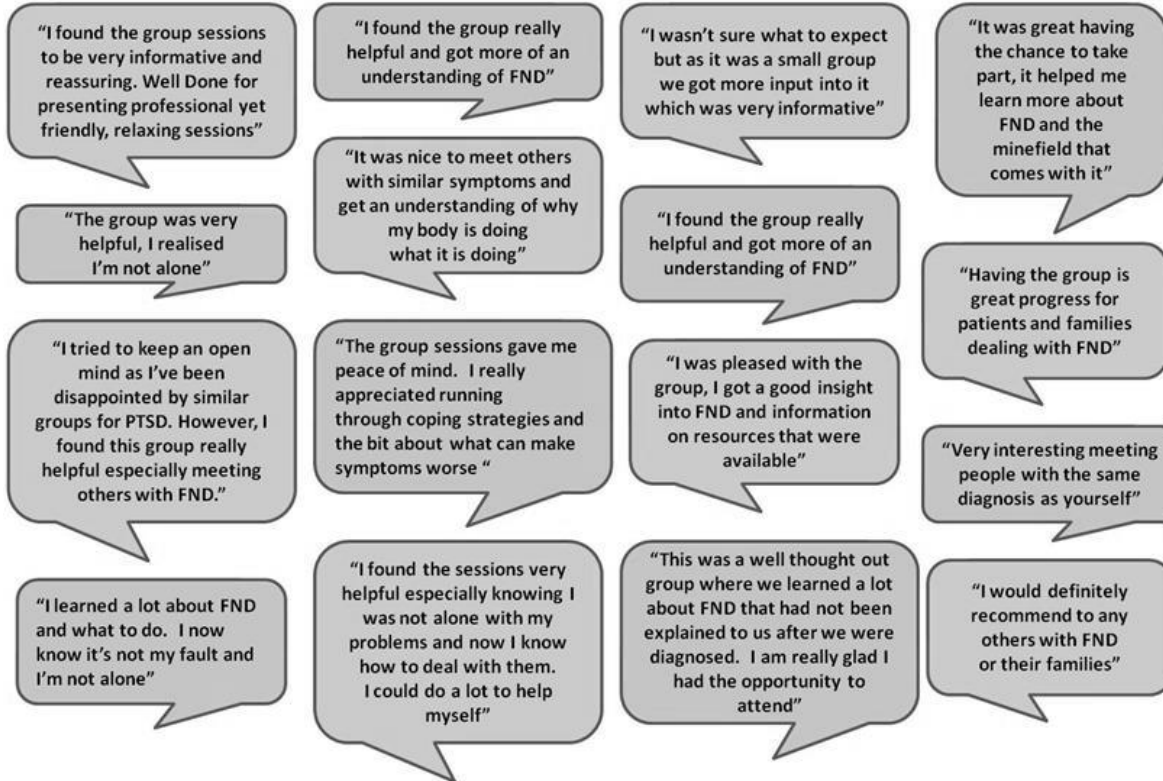 “I found the group sessions
to be very informative and
reassuring. Well Done for
presenting professional yet
friendly, relaxing sessions”
“The group was very
helpful, I realised
I’m not alone”
“I tried to keep an open
mind as I’ve been
disappointed by similar
groups for PTSD. However, I
found this group really
helpful especially meeting
others with FND.”
“I learned a lot about FND
and what to do.  I now
know it’s not my fault and
I’m not alone”
“I found the group really
helpful and got more of an
understanding of FND”
“It was nice to meet others
with similar symptoms and
get an understanding of why
my body is doing
what it is doing”
“The group sessions gave me
peace of mind.  I really
appreciated running
through coping strategies and
the bit about what can make
symptoms worse “
“I found the sessions very
helpful especially knowing I
was not alone with my
problems and now I know
how to deal with them.
I could do a lot to help
myself”
“I wasn’t sure what to expect
but as it was a small group
we got more input into it
which was very informative”
“I found the group really
helpful and got more of an
understanding of FND”
“I was pleased with the
group, I got a good insight
into FND and information
on resources that were
available”
“This was a well thought out
group where we learned a lot
about FND that had not been
explained to us after we were
diagnosed.  I am really glad I
had the opportunity to
attend”
“It was great having
the chance to take
part, it helped me
learn more about
FND and the
minefield that
comes with it”
“Having the group is
great progress for
patients and families
dealing with FND”
“Very interesting meeting
people with the same
diagnosis as yourself”
“I would definitely
recommend to any
others with FND
or their families”